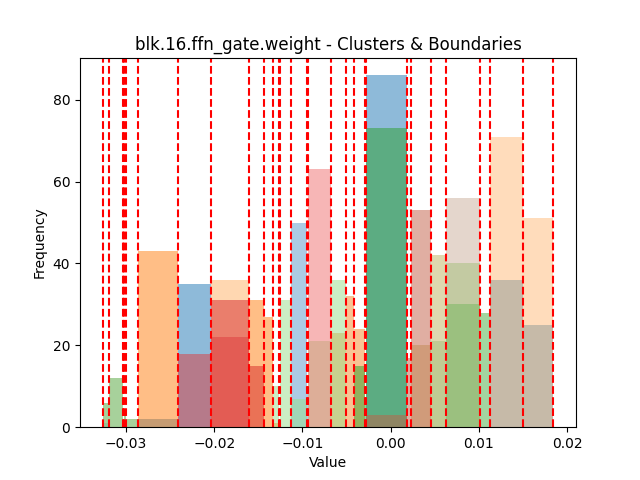 blk.16.ffn_gate.weight - Clusters & Boundaries
Frequency
80
60
40
20
0
−0.03 −0.02 −0.01 0.00 0.01 0.02
Value